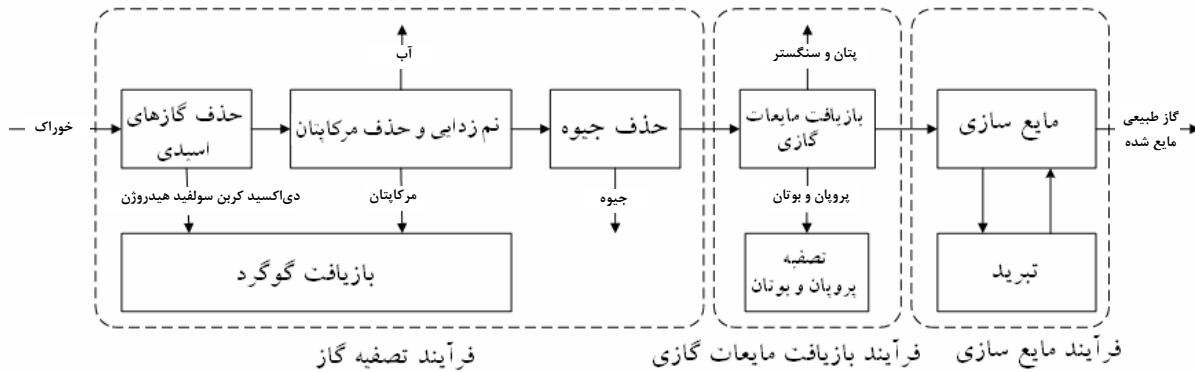 آب
پتان و سنگستر
خوراک
حذف گازهای
اسیدی
نم زدایی و حذف مرکاپتان
حذف جیوه
بازیافت مایعات
گازی
مایع سازی
گاز طبیعی
مایع شده
دی‌اکسید کربن سولفید هیدروژن
مرکاپتان
جیوه
پروپان و بوتان
بازیافت گوگرد
تصفیه
پروپان و بوتان
تبرید
فرآیند تصفیه گاز
فرآیند بازیافت مایعات گازی
فرآیند مایع سازی